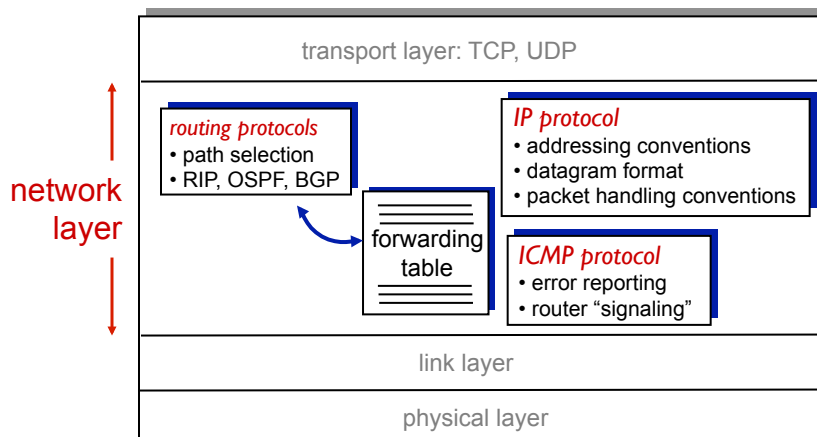 transport layer: TCP, UDP
network
layer
routing protocols
• path selection
• RIP, OSPF, BGP
forwarding
table
IP protocol
• addressing conventions
• datagram format
• packet handling conventions
ICMP protocol
• error reporting
• router “signaling”
link layer
physical layer